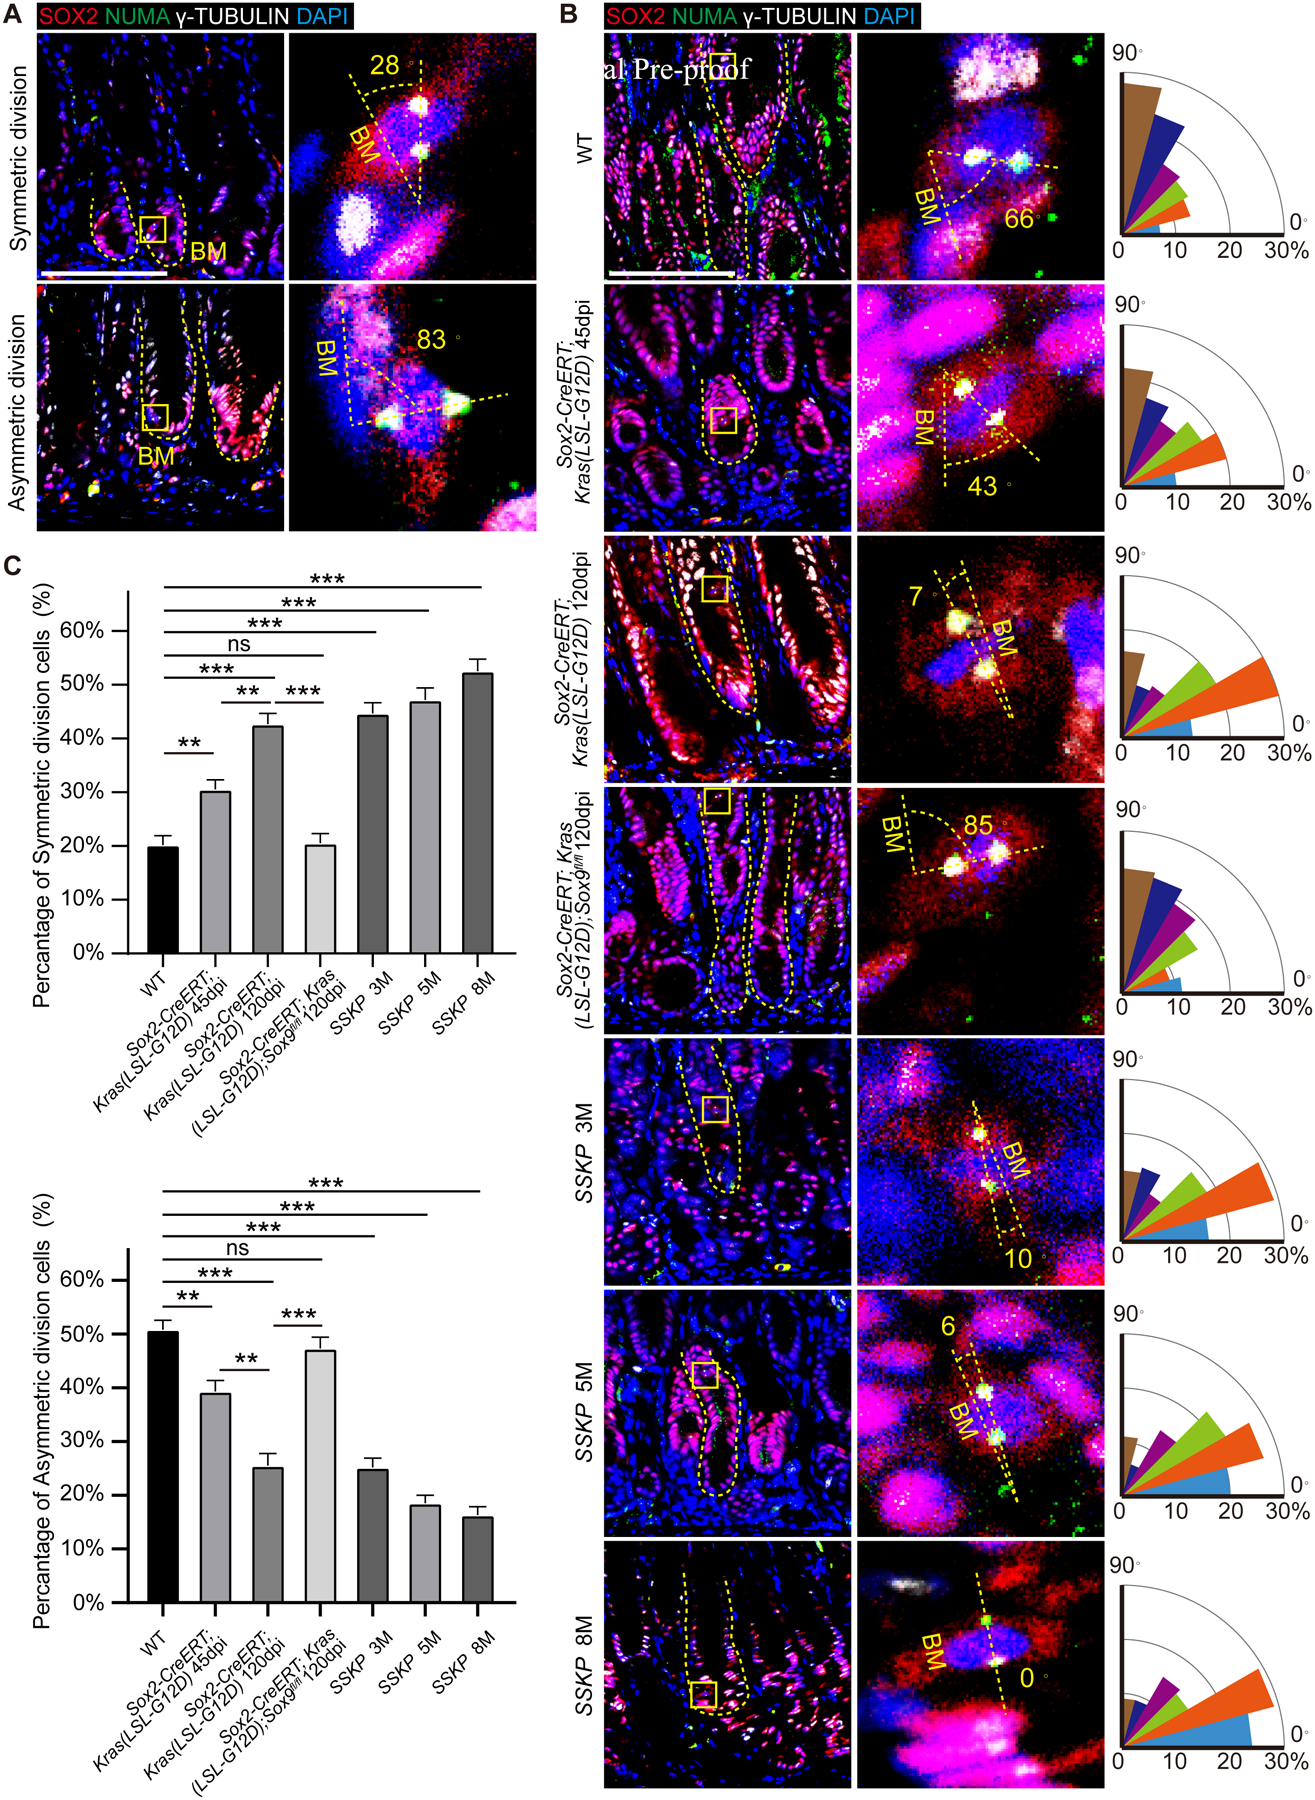 A
SOX2 NUMA γ-TUBULIN DAPI
Symmetric division
BM
28°
BM
Asymmetric division
BM
83°
BM
B
SOX2 NUMA γ-TUBULIN DAPI
WT
al Pre-proof
66°
BM
90°
0°
0 10 20 30%
Sox2-CreERT;
Kras(LSL-G12D) 45dpi
BM
43°
90°
0°
0 10 20 30%
Sox2-CreERT;
Kras(LSL-G12D) 120dpi
7°
BM
90°
0°
0 10 20 30%
Sox2-CreERT; Kras
(LSL-G12D);Sox9fl/fl 120dpi
BM
85°
90°
0°
0 10 20 30%
SSKP 3M
BM
10°
90°
0°
0 10 20 30%
SSKP 5M
6°
BM
90°
0°
0 10 20 30%
SSKP 8M
BM
0°
90°
0°
0 10 20 30%
C
Percentage of Symmetric division cells (%)
60%
50%
40%
30%
20%
10%
0%
***
***
***
ns
***
** ***
**
WT
Sox2-CreERT;
Kras(LSL-G12D) 45dpi
Sox2-CreERT;
Kras(LSL-G12D) 120dpi
Sox2-CreERT; Kras
(LSL-G12D);Sox9fl/fl 120dpi
SSKP 3M
SSKP 5M
SSKP 8M
Percentage of Asymmetric division cells (%)
60%
50%
40%
30%
20%
10%
0%
***
***
***
ns
***
** ***
**
WT
Sox2-CreERT;
Kras(LSL-G12D) 45dpi
Sox2-CreERT;
Kras(LSL-G12D) 120dpi
Sox2-CreERT; Kras
(LSL-G12D);Sox9fl/fl 120dpi
SSKP 3M
SSKP 5M
SSKP 8M